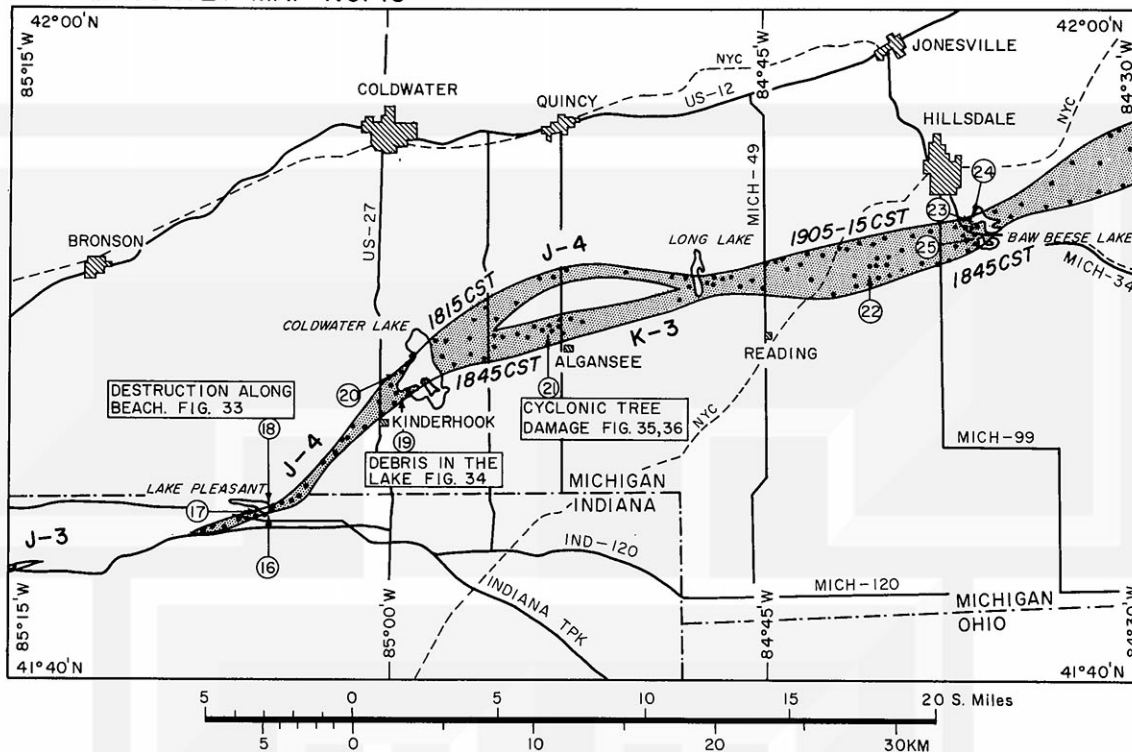 42°00'N
42°00'N
85°15'W
84°45'W
84°30'W
JONESVILLE
NYC
COLDWATER
QUINCY
US-12
HILLSDALE
NYC
MICH-49
US-27
BRONSON
24
23
1905-15CST
LONG LAKE
J-4
25
BAW BEESE LAKE
1845CST
MICH-34
1815CST
22
COLDWATER LAKE
K-3
1845CST
ALGANSEE
READING
20
21
DESTRUCTION ALONG
BEACH. FIG. 33
CYCLONIC TREE
DAMAGE FIG. 35,36
KINDERHOOK
NYC
18
19
MICH-99
J-4
DEBRIS IN THE
LAKE FIG. 34
LAKE PLEASANT
MICHIGAN
INDIANA
17
J-3
IND-120
16
MICH-120
MICHIGAN
OHIO
INDIANA TPK
85°15'W
85°00'W
84°45'W
84°30'W
41°40'N
41°40'N
5 0 5 10 15 20 S. Miles
5 0 10 20 30KM